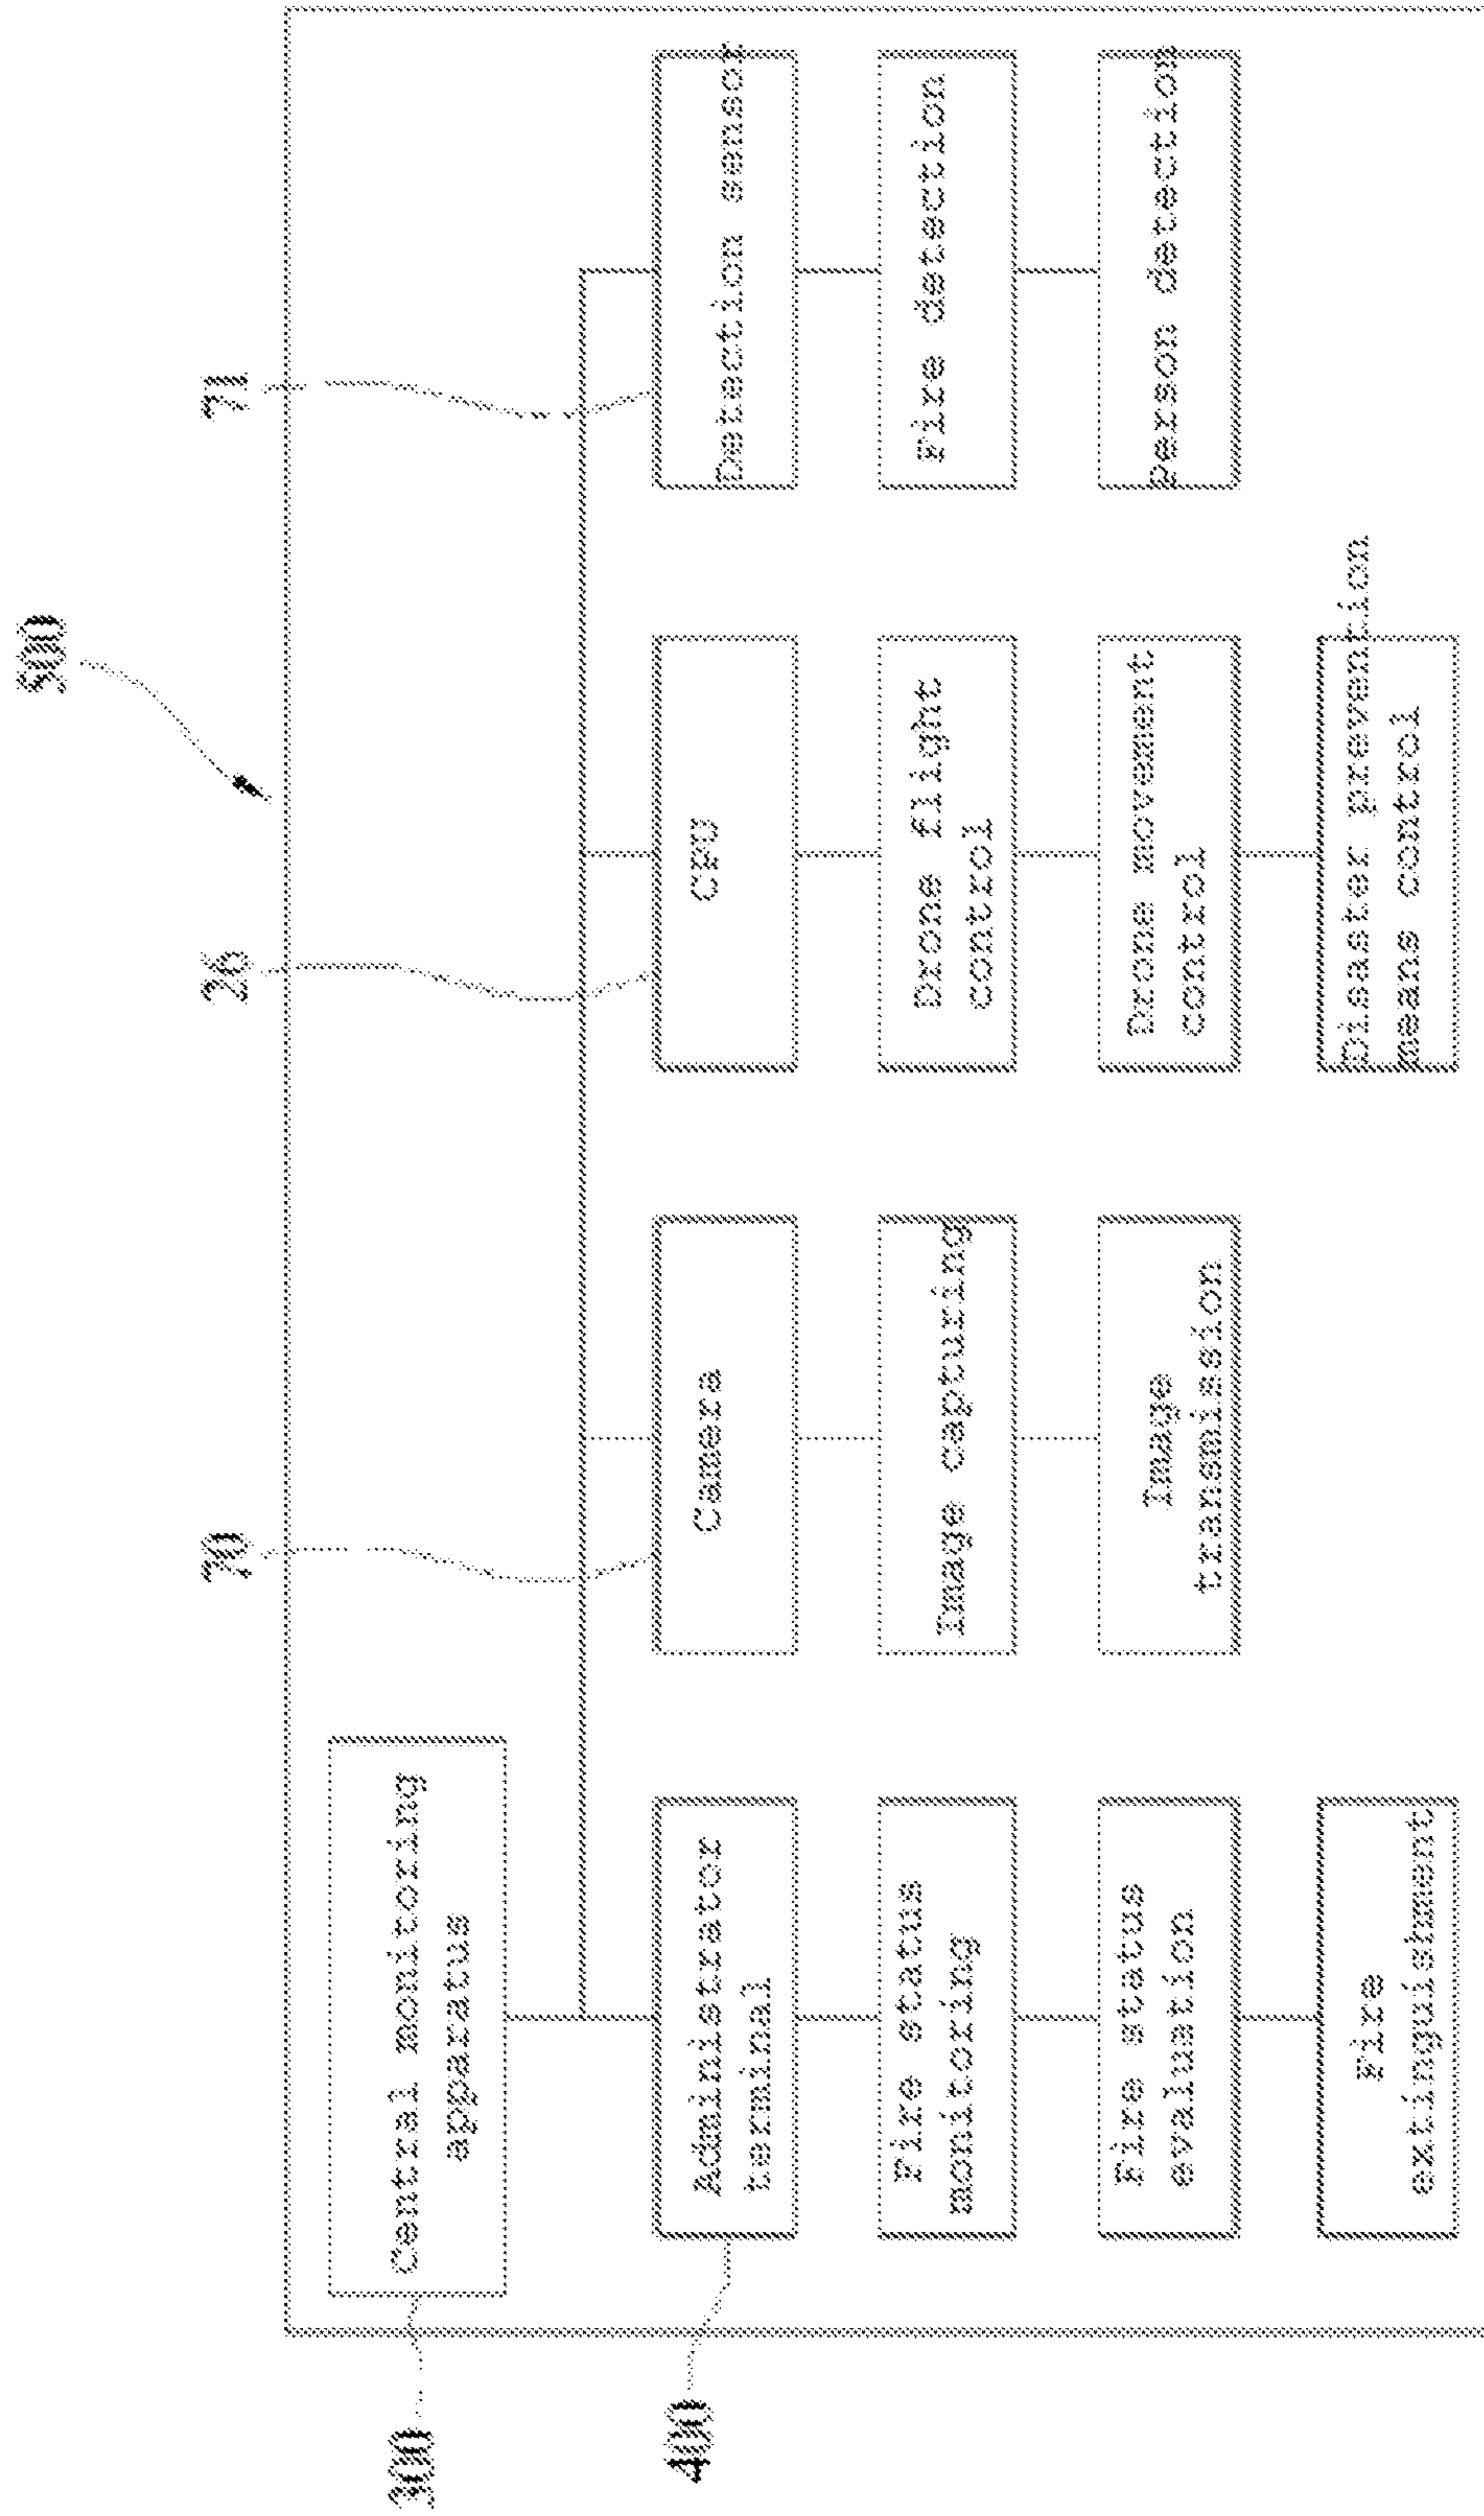 500
300
Central monitoring
apparatus
70
26
71
400
Administrator
terminal
Fire status
monitoring
Fire status
evaluation
Fire
extinguishment
Camera
Image capturing
Image
transmission
CPU
Drone flight
control
Drone movement
control
Disaster prevention
means control
Detection sensor
Fire detection
Person detection